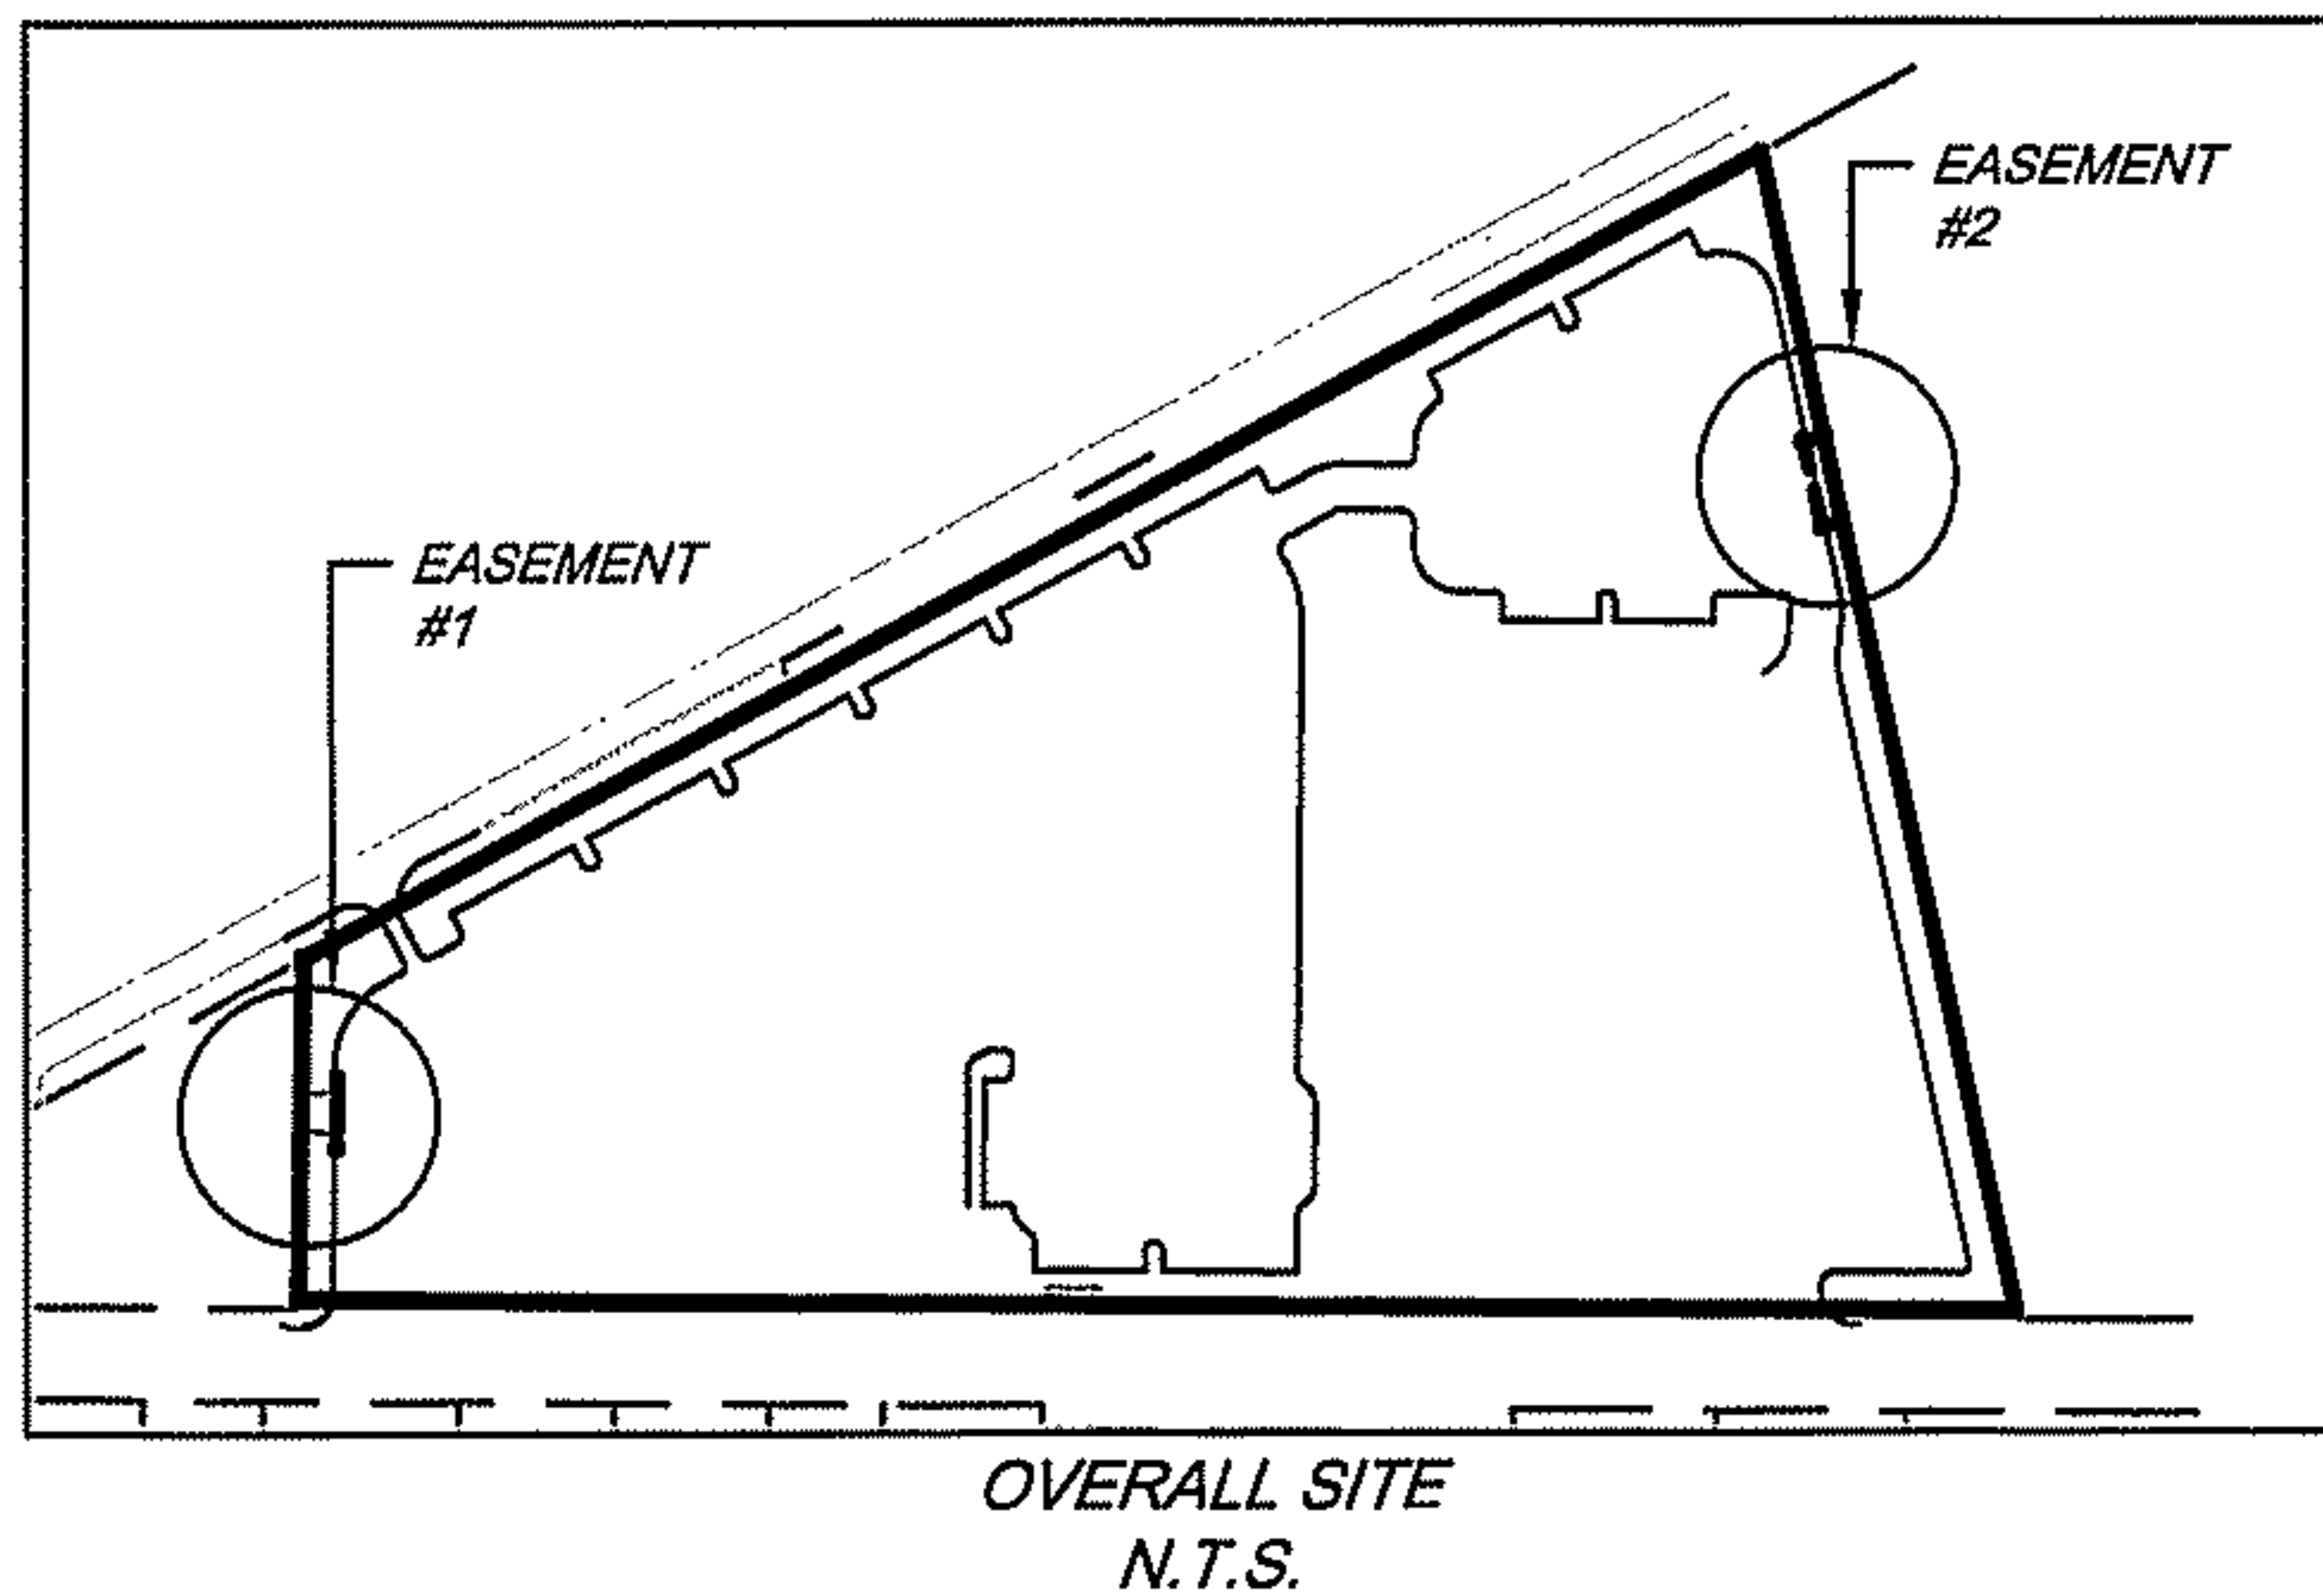 EASEMENT
#2
EASEMENT
#1
OVERALL SITE
N.T.S.